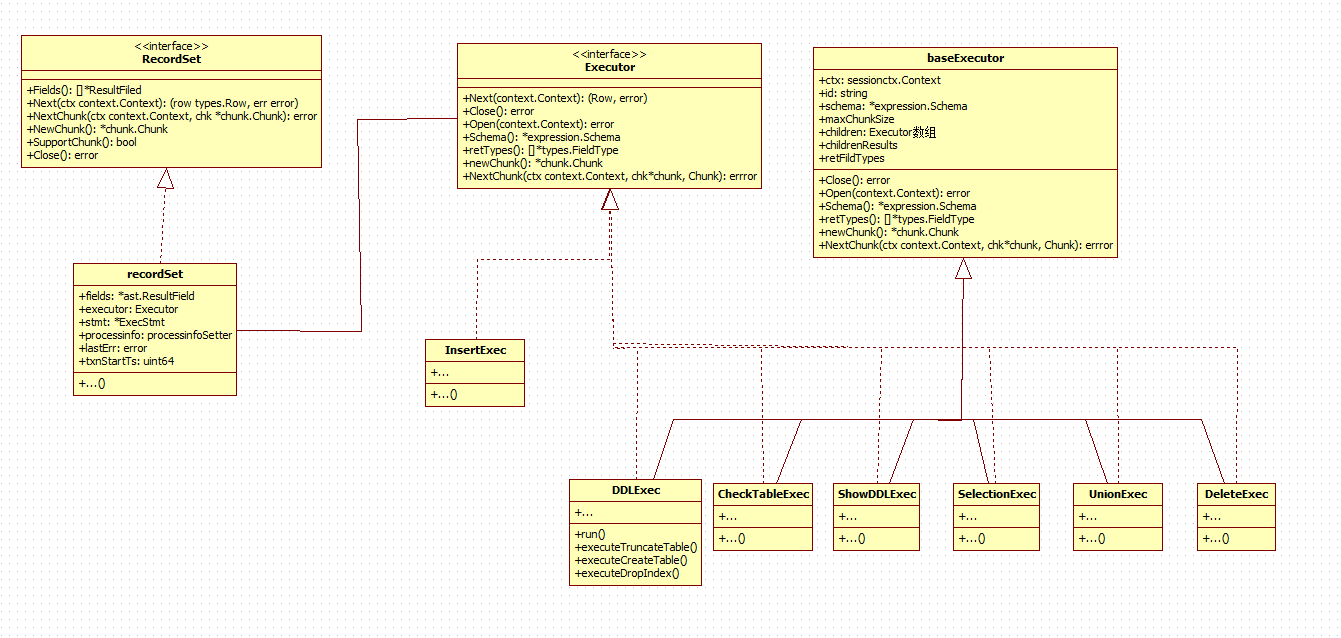 <<interface>>
RecordSet
+Fields(): []*ResultFiled
+Next(ctx context.Context): (row types.Row, err error)
+NextChunk(ctx context.Context, chk *chunk.Chunk): error
+NewChunk(): *chunk.Chunk
+SupportChunk(): bool
+Close(): error
<<interface>>
Executor
+Next(context.Context): (Row, error)
+Close(): error
+Open(context.Context): error
+Schema(): *expression.Schema
+retTypes(): []*types.FieldType
+newChunk(): *chunk.Chunk
+NextChunk(ctx context.Context, chk*chunk, Chunk): errror
baseExecutor
+ctx: sessionctx.Context
+id: string
+schema: *expression.Schema
+maxChunkSize
+children: Executor数组
+childrenResults
+retFildTypes
+Close(): error
+Open(context.Context): error
+Schema(): *expression.Schema
+retTypes(): []*types.FieldType
+newChunk(): *chunk.Chunk
+NextChunk(ctx context.Context, chk*chunk, Chunk): errror
recordSet
+fields: *ast.ResultField
+executor: Executor
+stmt: *ExecStmt
+processinfo: processinfoSetter
+lastErr: error
+txnStartTs: uint64
+...()
InsertExec
+...
+...()
DDLExec
+...
+run()
+executeTruncateTable()
+executeCreateTable()
+executeDropIndex()
CheckTableExec
+...
+...()
ShowDDLExec
+...
+...()
SelectionExec
+...
+...()
UnionExec
+...
+...()
DeleteExec
+...
+...()